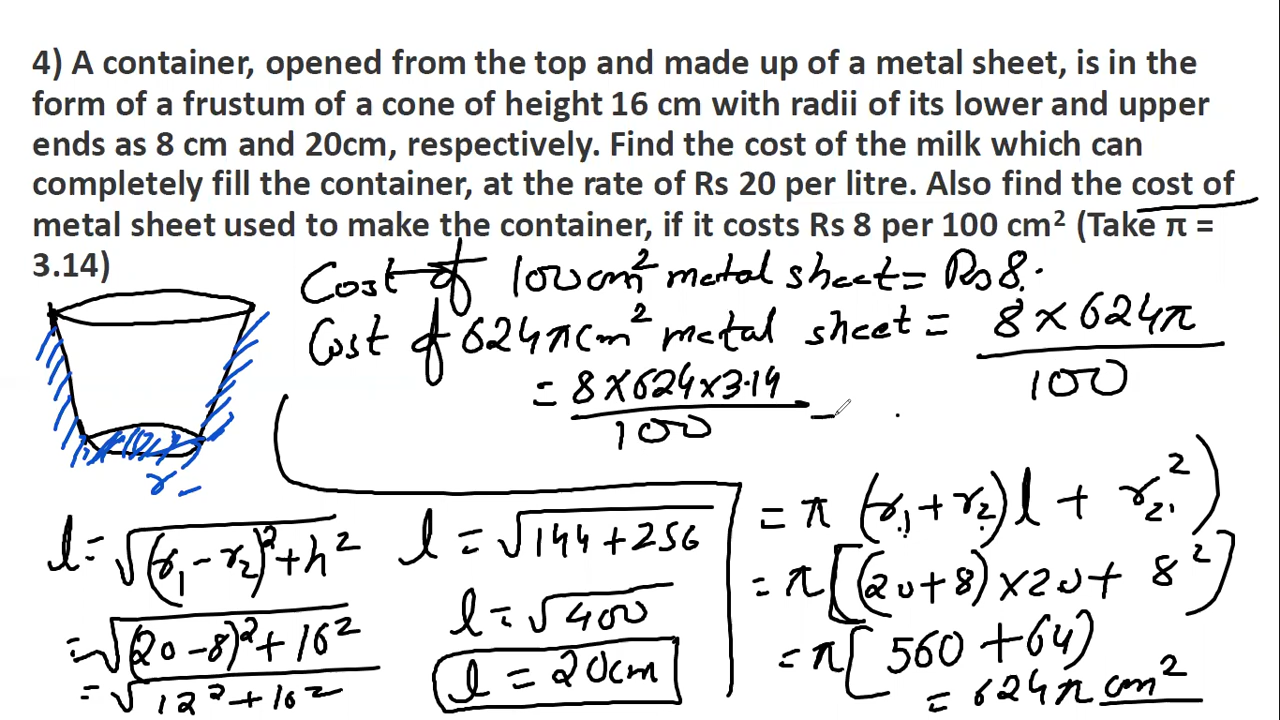 4) A container, opened from the top and made up of a metal sheet, is in the
form of a frustum of a cone of height 16 cm with radii of its lower and upper
ends as 8 cm and 20cm, respectively. Find the cost of the milk which can
completely fill the container, at the rate of Rs 20 per litre. Also find the cost of
metal sheet used to make the container, if it costs Rs 8 per 100 cm² (Take π =
3.14)
Cost of 100cm² metal sheet = Rs 8.
Cost of 624πcm² metal sheet = 8×624π/100
= 8×624×3.14/100 =
r
l = √(r₁-r₂)²+h²
= √(20-8)²+16²
= √12²+16²
l = √144+256
l = √400
l = 20cm
= π (r₁+r₂)l + r₂²)
= π[(20+8)×20+ 8²]
= π[560+64)
= 624π cm²